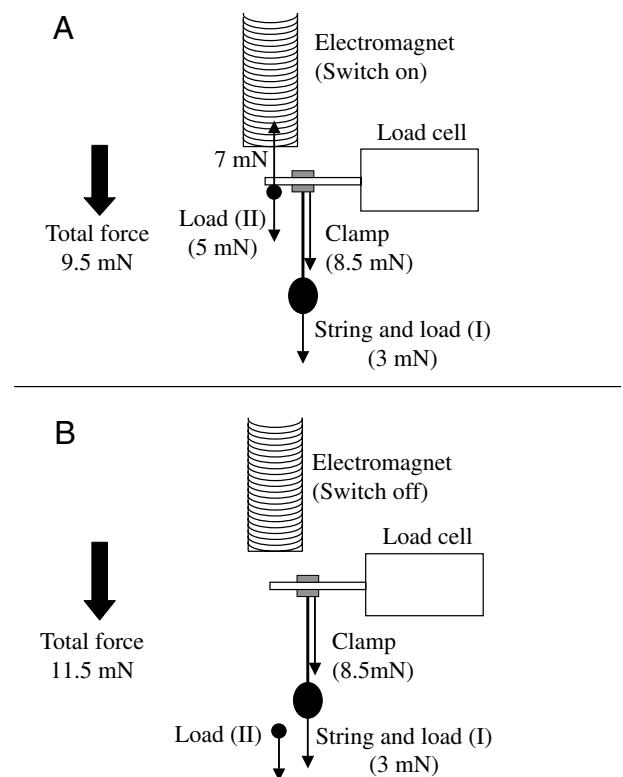 A
Electromagnet
(Switch on)
Load cell
7 mN
Load (II)
(5 mN)
Clamp
(8.5 mN)
Total force
9.5 mN
String and load (I)
(3 mN)
B
Electromagnet
(Switch off)
Load cell
Total force
11.5 mN
Clamp
(8.5mN)
Load (II)
String and load (I)
(3 mN)